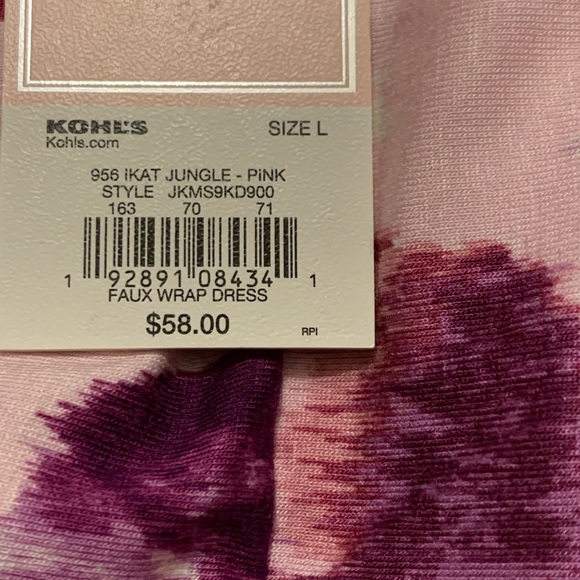 KOHL'S SIZE L
Kohls.com
956 IKAT JUNGLE - PINK
STYLE JKMS9KD900
163 70 71
1 92891 08434 1
FAUX WRAP DRESS
$58.00
RPI